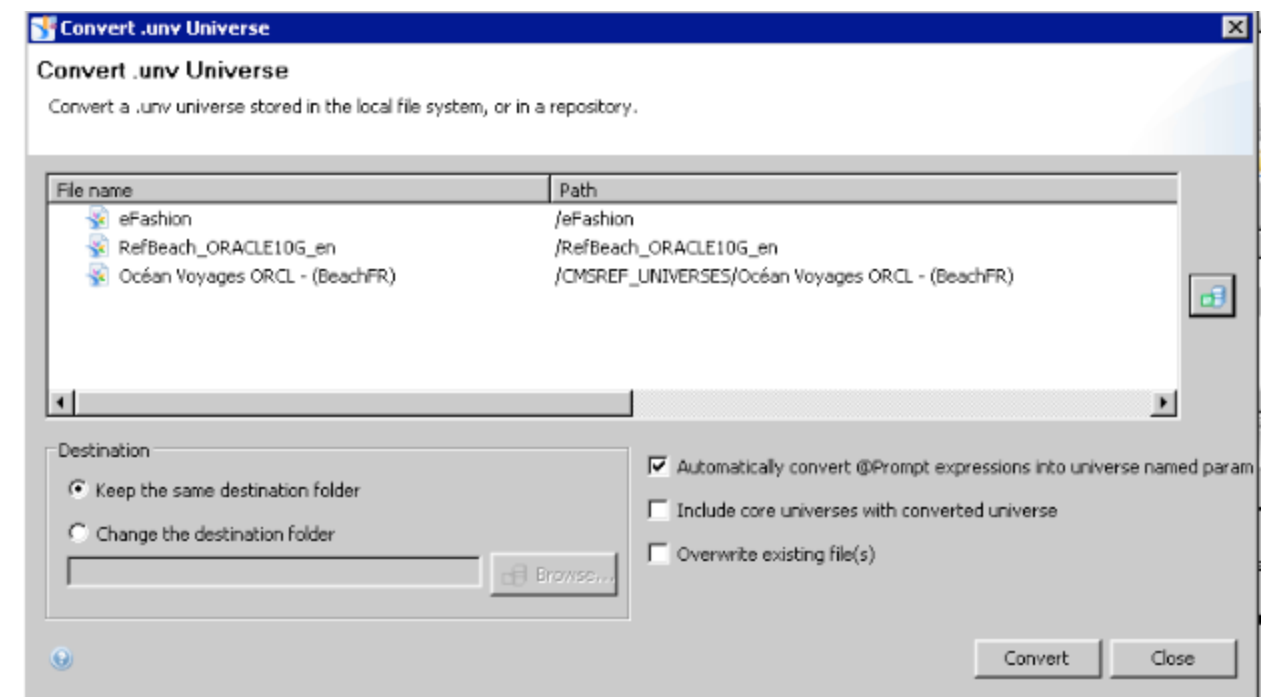 Convert .unv Universe
Convert .unv Universe
Convert a .unv universe stored in the local file system, or in a repository.
File name Path
eFashion /eFashion
RefBeach_ORACLE10G_en /RefBeach_ORACLE10G_en
Océan Voyages ORCL - (BeachFR) /CMSREF_UNIVERSES/Océan Voyages ORCL - (BeachFR)
Destination
Keep the same destination folder
Change the destination folder
Browse...
Automatically convert @Prompt expressions into universe named param
Include core universes with converted universe
Overwrite existing file(s)
Convert Close